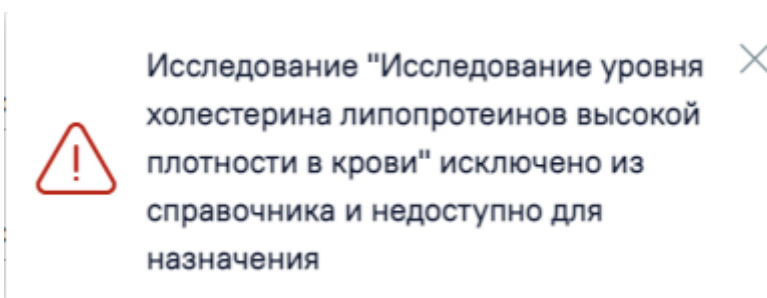 Исследование "Исследование уровня
холестерина липопротеинов высокой
плотности в крови" исключено из
справочника и недоступно для
назначения